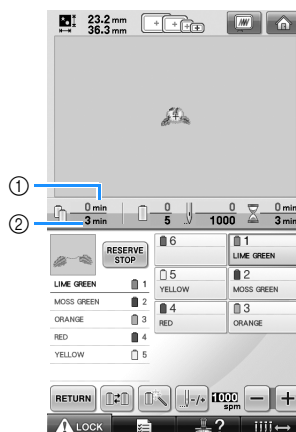 23.2 mm
36.3 mm
1
0 min
0
0
0 min
2
3 min
5
1000
3 min
RESERVE STOP
LIME GREEN 1
MOSS GREEN 2
ORANGE 3
RED 4
YELLOW 5
6
1
LIME GREEN
5
YELLOW
2
MOSS GREEN
4
RED
3
ORANGE
RETURN
-/+
1000
spm
−
+
LOCK
?